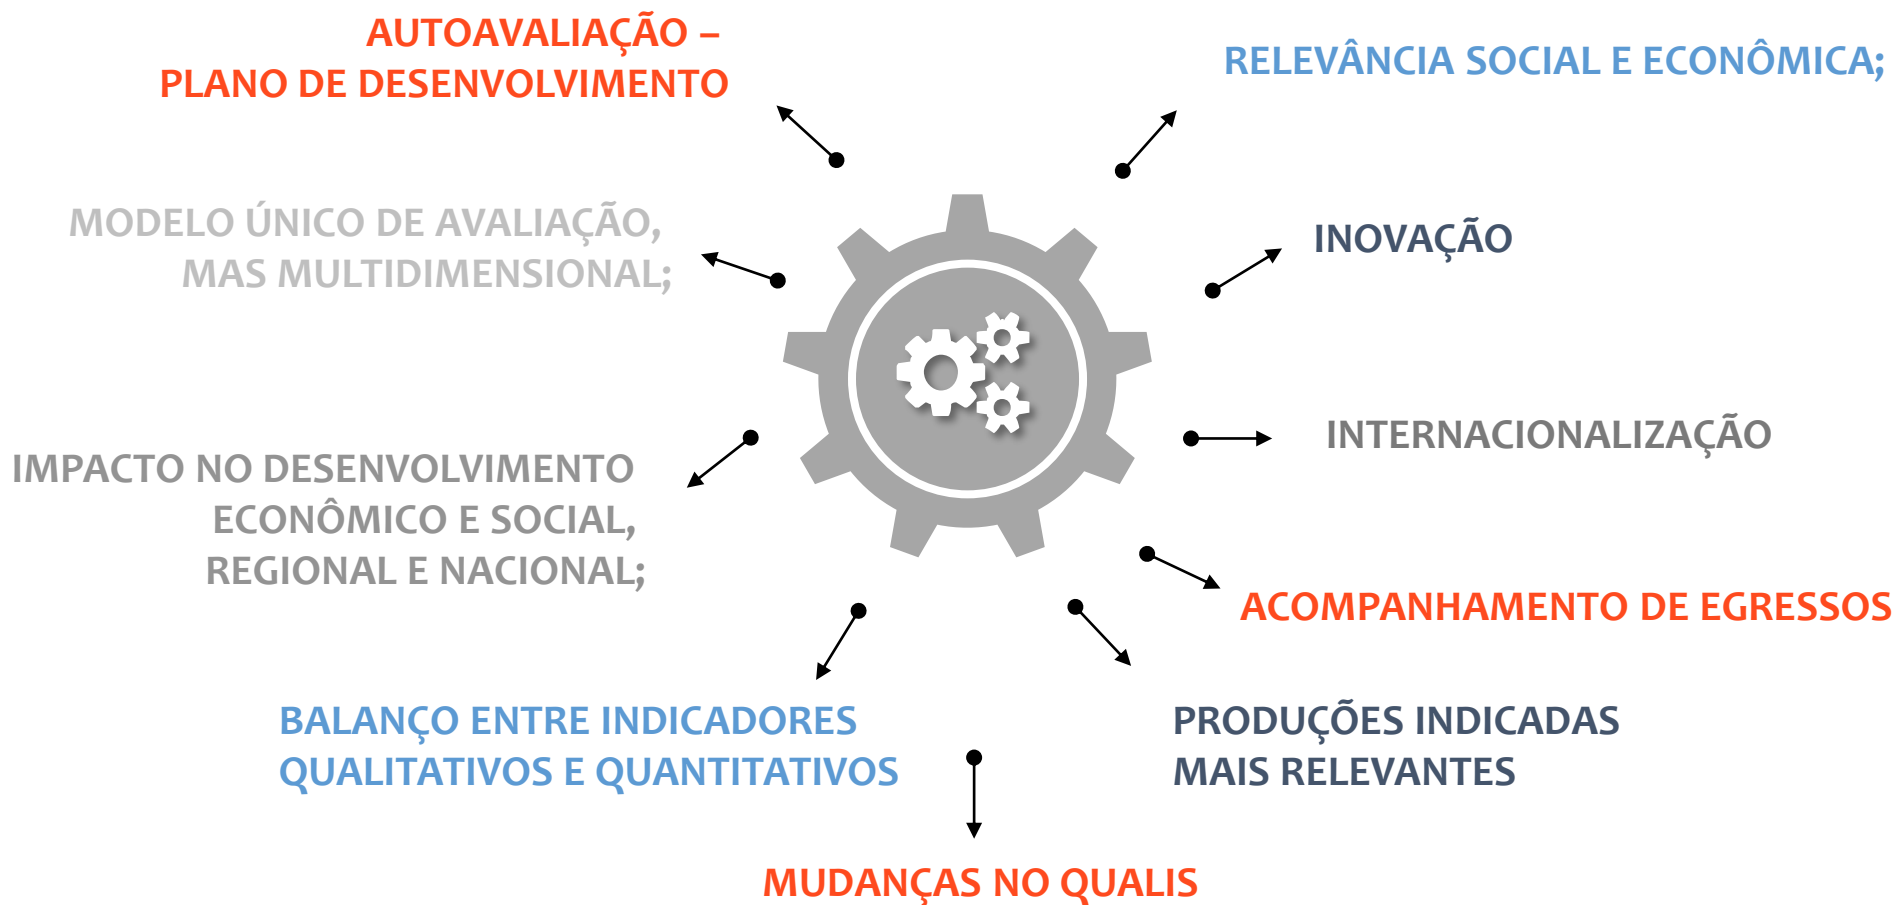 AUTOAVALIAÇÃO –
PLANO DE DESENVOLVIMENTO
RELEVÂNCIA SOCIAL E ECONÔMICA;
MODELO ÚNICO DE AVALIAÇÃO,
MAS MULTIDIMENSIONAL;
INOVAÇÃO
IMPACTO NO DESENVOLVIMENTO
ECONÔMICO E SOCIAL,
REGIONAL E NACIONAL;
INTERNACIONALIZAÇÃO
ACOMPANHAMENTO DE EGRESSOS
BALANÇO ENTRE INDICADORES
QUALITATIVOS E QUANTITATIVOS
PRODUÇÕES INDICADAS
MAIS RELEVANTES
MUDANÇAS NO QUALIS